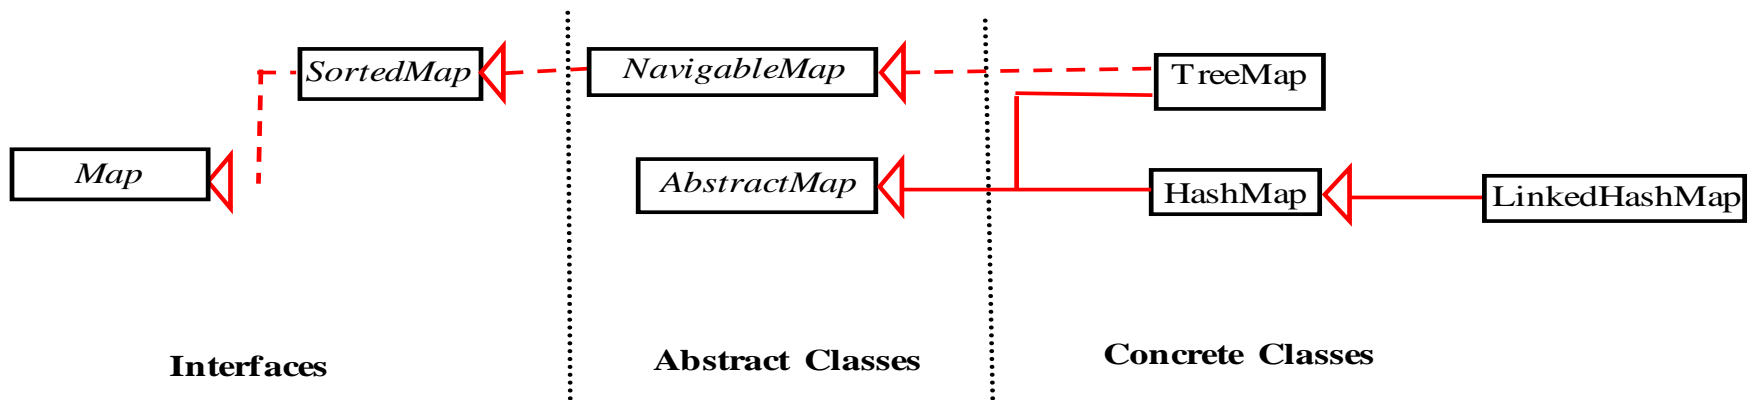 SortedMap
NavigableMap
TreeMap
Map
AbstractMap
HashMap
LinkedHashMap
Interfaces
Abstract Classes
Concrete Classes